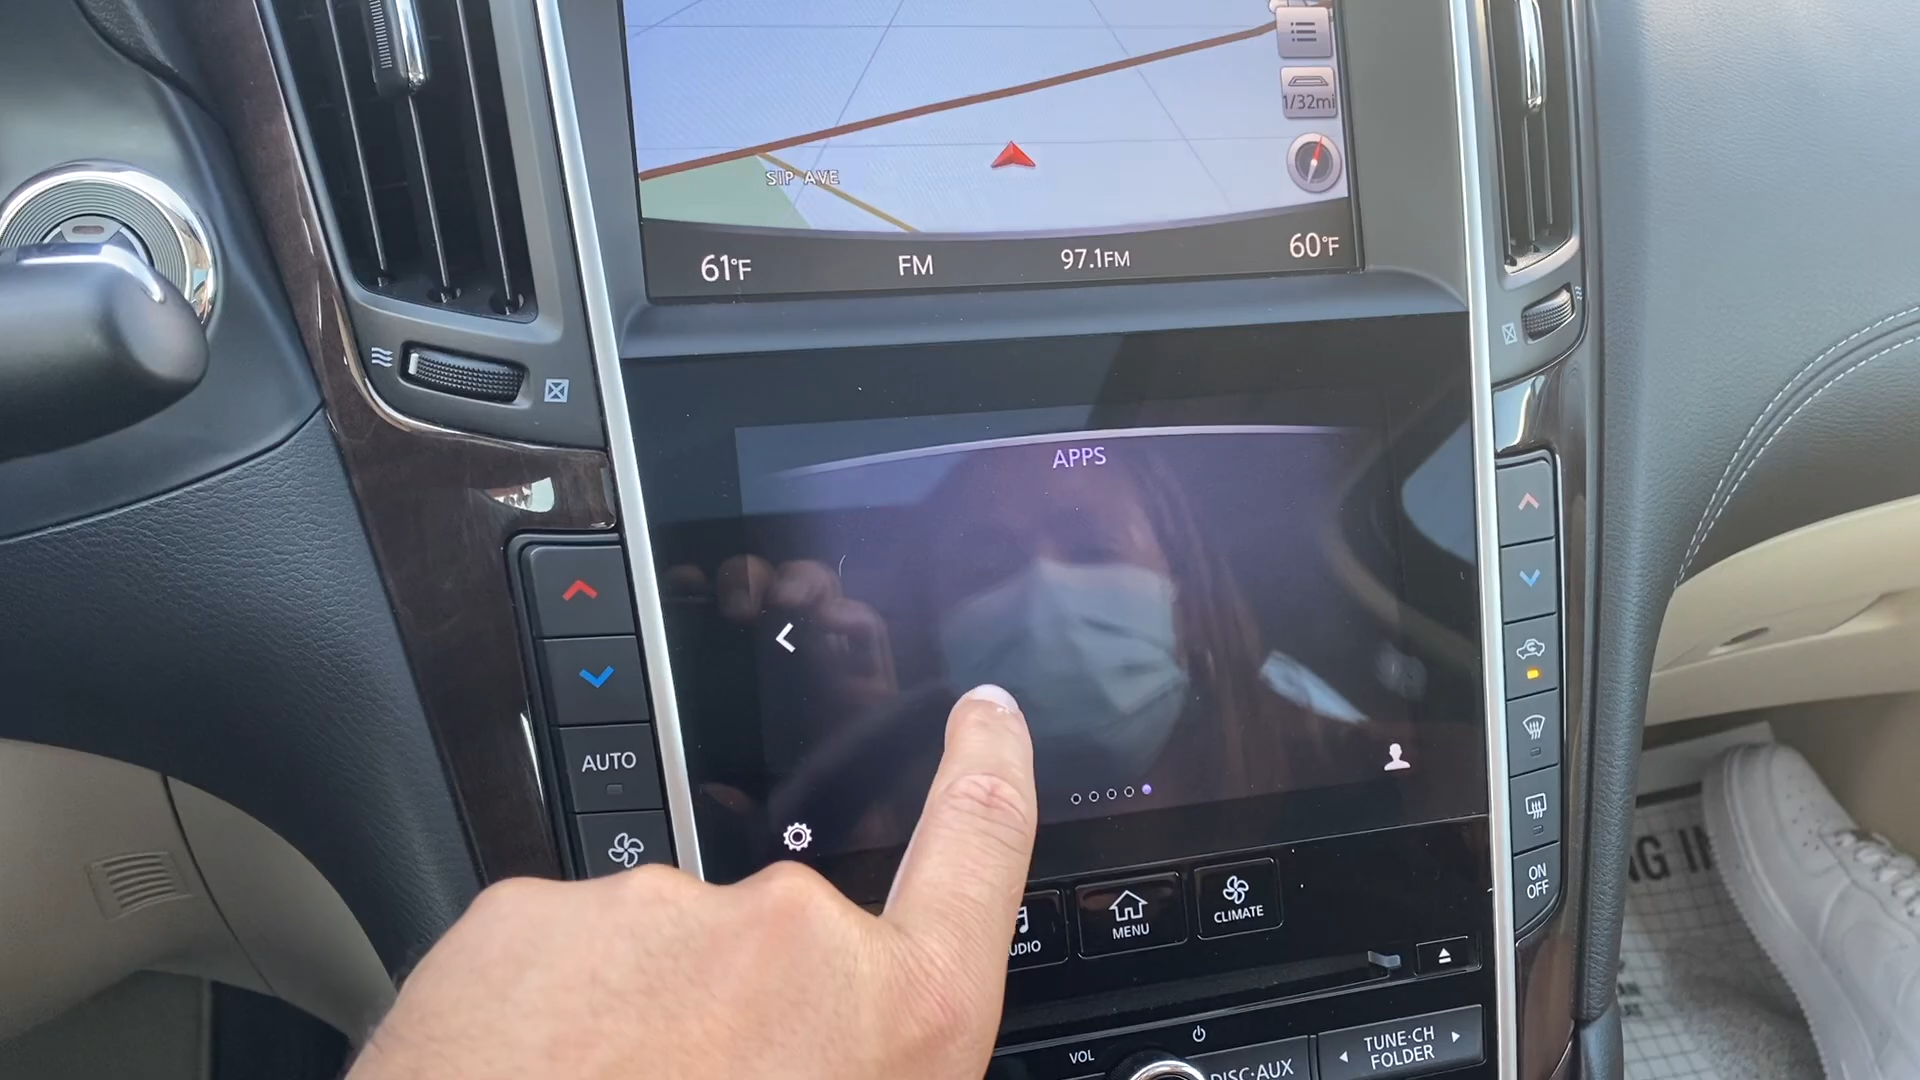 1/32mi
SIP AVE
61°F
FM
97.1FM
60°F
APPS
AUTO
MENU
CLIMATE
ON
OFF
VOL
DISC·AUX
TUNE·CH
FOLDER